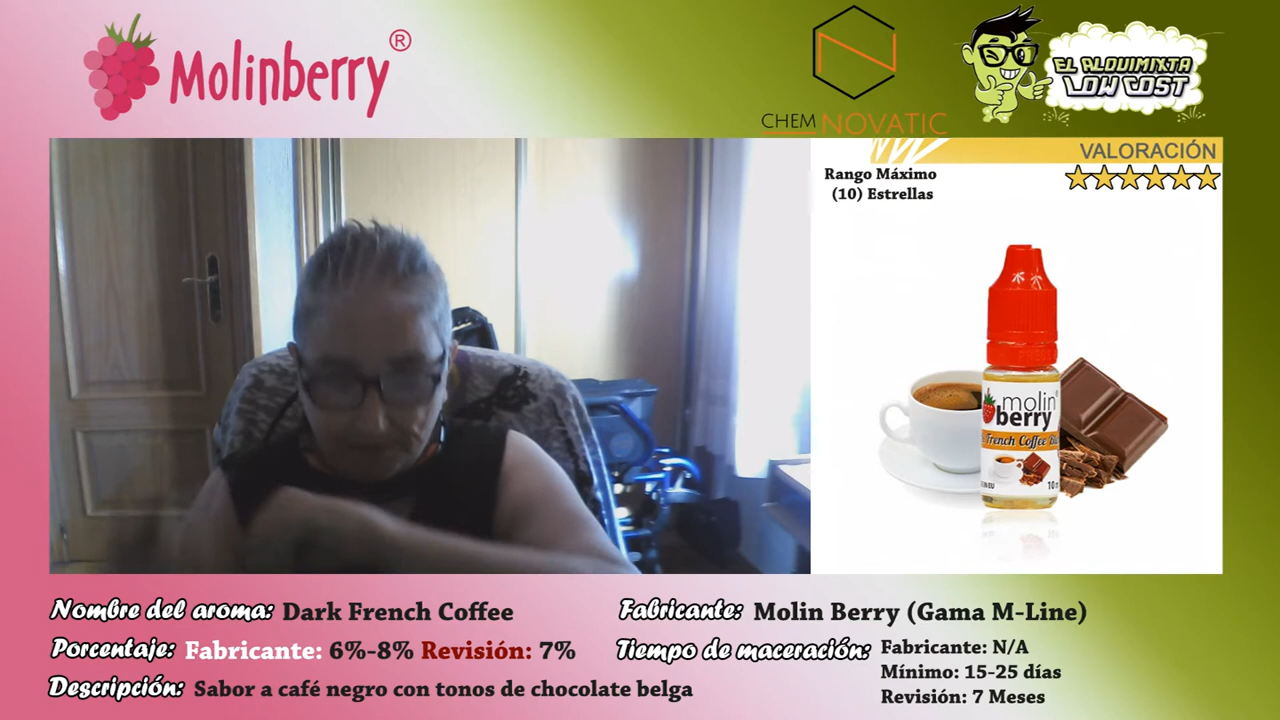 Molinberry®
CHEM NOVATIC
EL ALQUIMIXTA
LOW COST
VALORACIÓN
Rango Máximo
(10) Estrellas
molin
berry
French Coffee
10
Nombre del aroma: Dark French Coffee
Fabricante: Molin Berry (Gama M-Line)
Porcentaje: Fabricante: 6%-8% Revisión: 7%
Tiempo de maceración: Fabricante: N/A
Mínimo: 15-25 días
Revisión: 7 Meses
Descripción: Sabor a café negro con tonos de chocolate belga